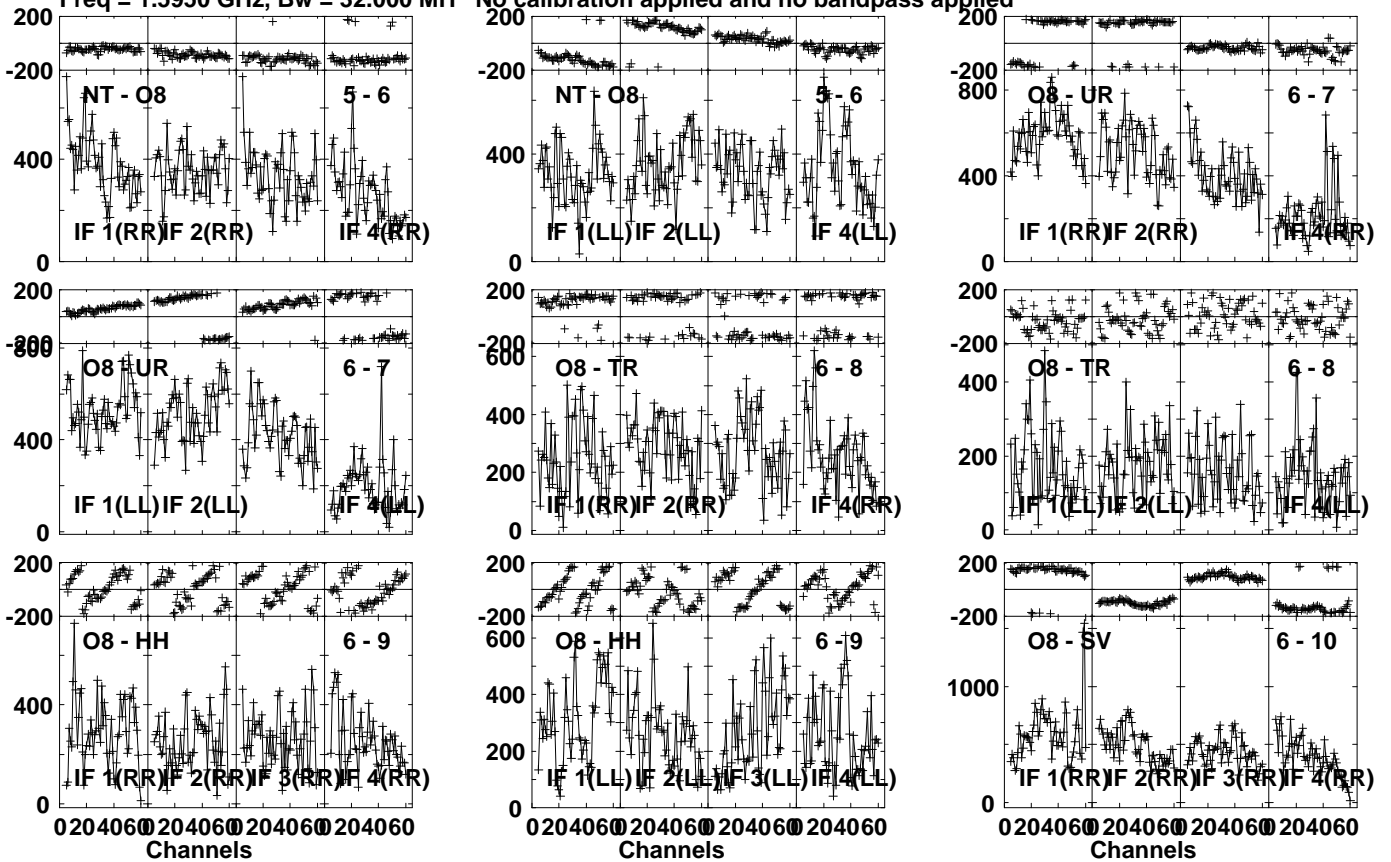 Freq = 1.5950 GHz, Bw = 32.000 MH No calibration applied and no bandpass applied
200
-200
NT - O8 5 - 6
400
IF 1(RR) IF 2(RR) IF 4(RR)
0
200
-200
NT - O8 5 - 6
400
IF 1(LL) IF 2(LL) IF 4(LL)
0
200
-200
800
O8 - UR 6 - 7
400
IF 1(RR) IF 2(RR) IF 4(RR)
0
200
-200
800
O8 - UR 6 - 7
400
IF 1(LL) IF 2(LL) IF 4(LL)
0
200
-200
600
O8 - TR 6 - 8
400
200
IF 1(RR) IF 2(RR) IF 4(RR)
0
200
-200
O8 - TR 6 - 8
400
200
IF 1(LL) IF 2(LL) IF 4(LL)
0
200
-200
O8 - HH 6 - 9
400
IF 1(RR) IF 2(RR) IF 3(RR) IF 4(RR)
0
0 20 40 60 0 20 40 60 0 20 40 60 0 20 40 60
Channels
200
-200
600
O8 - HH 6 - 9
400
200
IF 1(LL) IF 2(LL) IF 3(LL) IF 4(LL)
0
0 20 40 60 0 20 40 60 0 20 40 60 0 20 40 60
Channels
200
-200
O8 - SV 6 - 10
1000
IF 1(RR) IF 2(RR) IF 3(RR) IF 4(RR)
0
0 20 40 60 0 20 40 60 0 20 40 60 0 20 40 60
Channels